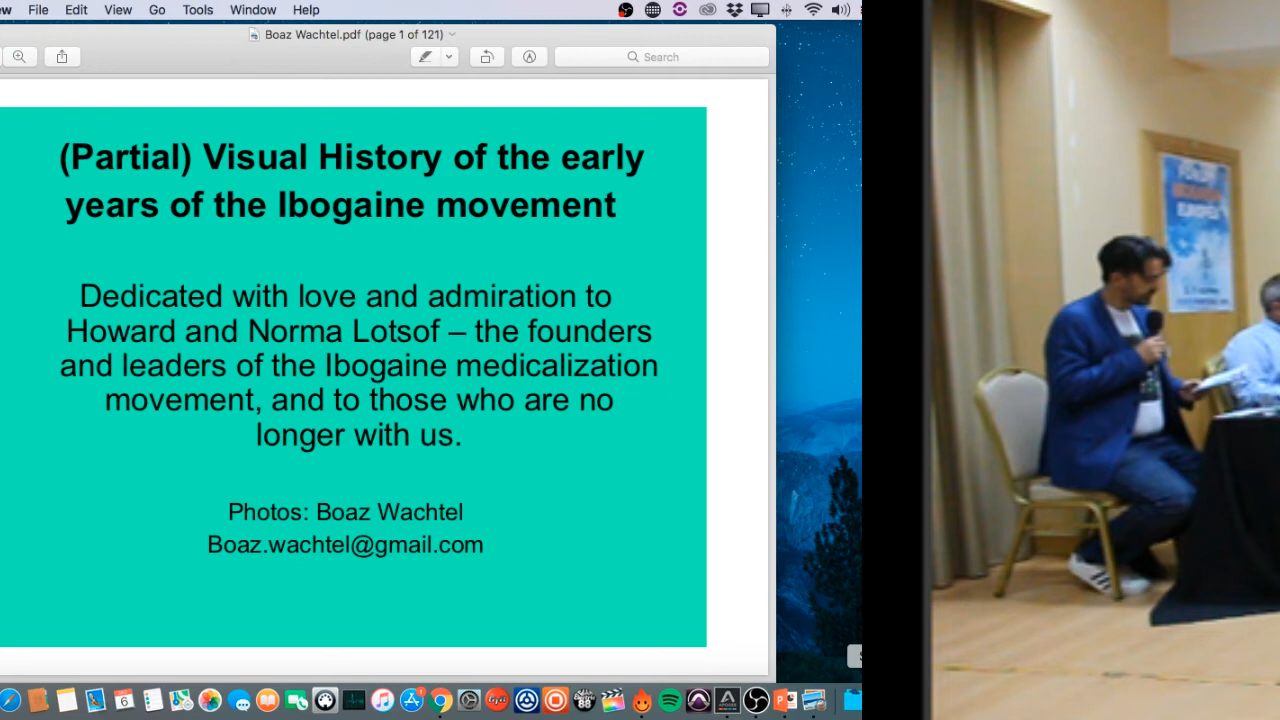 File Edit View Go Tools Window Help
Boaz Wachtel.pdf (page 1 of 121)
Search
(Partial) Visual History of the early
years of the Ibogaine movement
Dedicated with love and admiration to
Howard and Norma Lotsof – the founders
and leaders of the Ibogaine medicalization
movement, and to those who are no
longer with us.
Photos: Boaz Wachtel
Boaz.wachtel@gmail.com